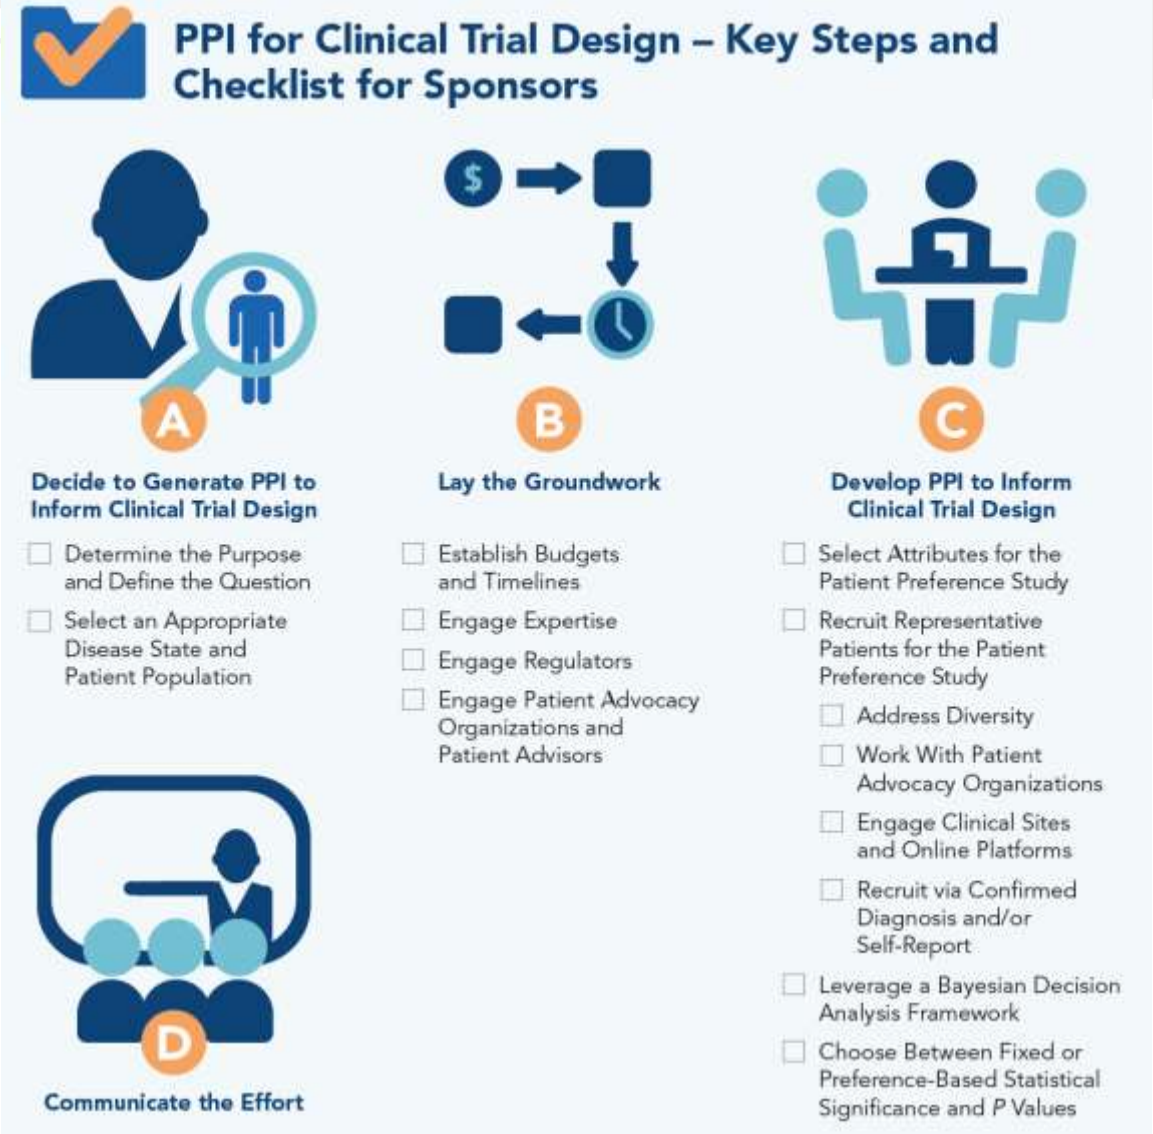 PPI for Clinical Trial Design – Key Steps and
Checklist for Sponsors
$
A
Decide to Generate PPI to
Inform Clinical Trial Design
Determine the Purpose
and Define the Question
Select an Appropriate
Disease State and
Patient Population
B
Lay the Groundwork
Establish Budgets
and Timelines
Engage Expertise
Engage Regulators
Engage Patient Advocacy
Organizations and
Patient Advisors
C
Develop PPI to Inform
Clinical Trial Design
Select Attributes for the
Patient Preference Study
Recruit Representative
Patients for the Patient
Preference Study
Address Diversity
Work With Patient
Advocacy Organizations
Engage Clinical Sites
and Online Platforms
Recruit via Confirmed
Diagnosis and/or
Self-Report
Leverage a Bayesian Decision
Analysis Framework
Choose Between Fixed or
Preference-Based Statistical
Significance and P Values
D
Communicate the Effort